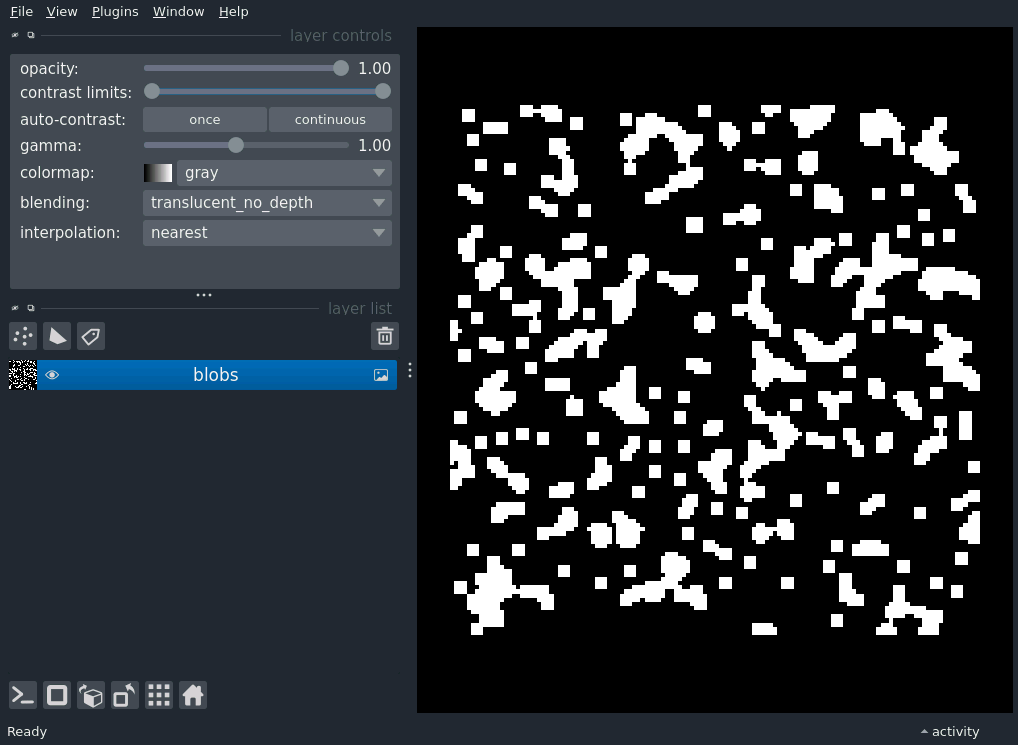 File View Plugins Window Help
layer controls
opacity: 1.00
contrast limits:
auto-contrast: once continuous
gamma: 1.00
colormap: gray
blending: translucent_no_depth
interpolation: nearest
layer list
blobs
Ready
activity